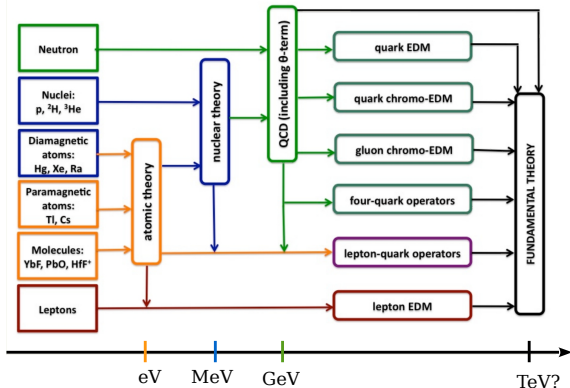 Neutron
Nuclei:
p, ²H, ³He
Diamagnetic
atoms:
Hg, Xe, Ra
Paramagnetic
atoms:
Tl, Cs
Molecules:
YbF, PbO, HfF⁺
Leptons
atomic theory
nuclear theory
QCD (including θ-term)
quark EDM
quark chromo-EDM
gluon chromo-EDM
four-quark operators
lepton-quark operators
lepton EDM
FUNDAMENTAL THEORY
eV
MeV
GeV
TeV?